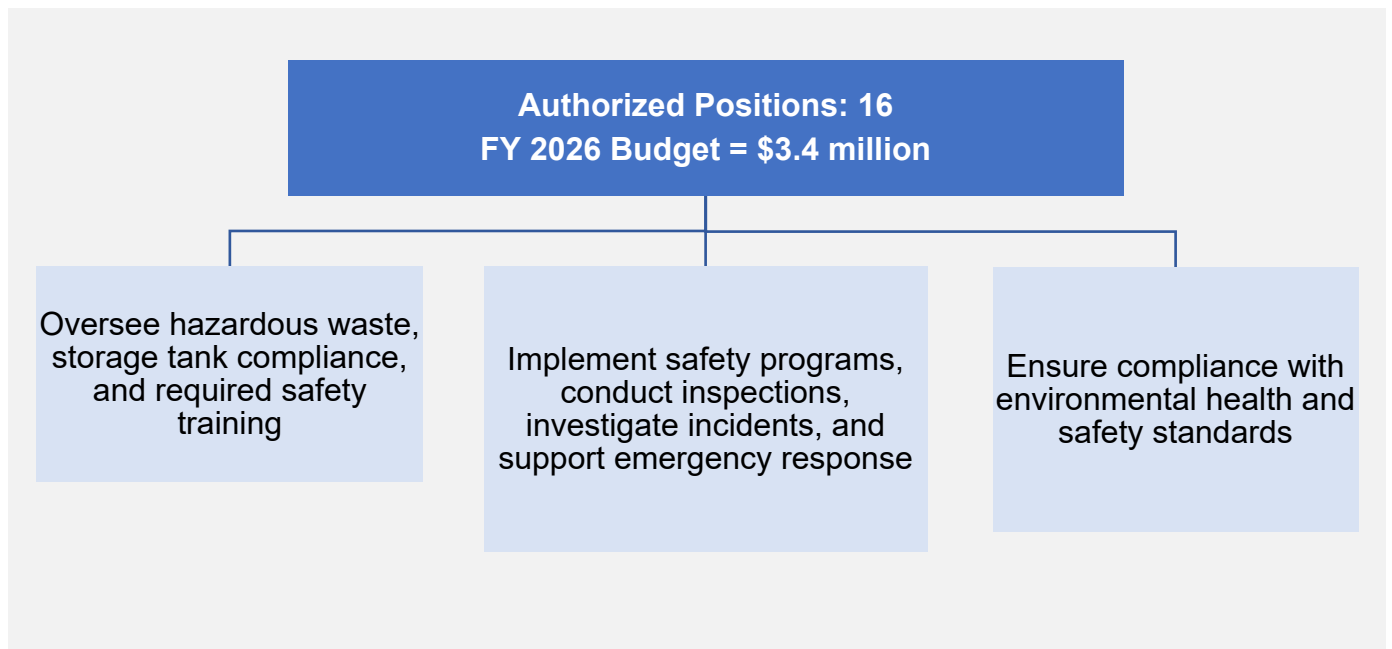 Authorized Positions: 16
FY 2026 Budget = $3.4 million
Oversee hazardous waste,
storage tank compliance,
and required safety
training
Implement safety programs,
conduct inspections,
investigate incidents, and
support emergency response
Ensure compliance with
environmental health and
safety standards